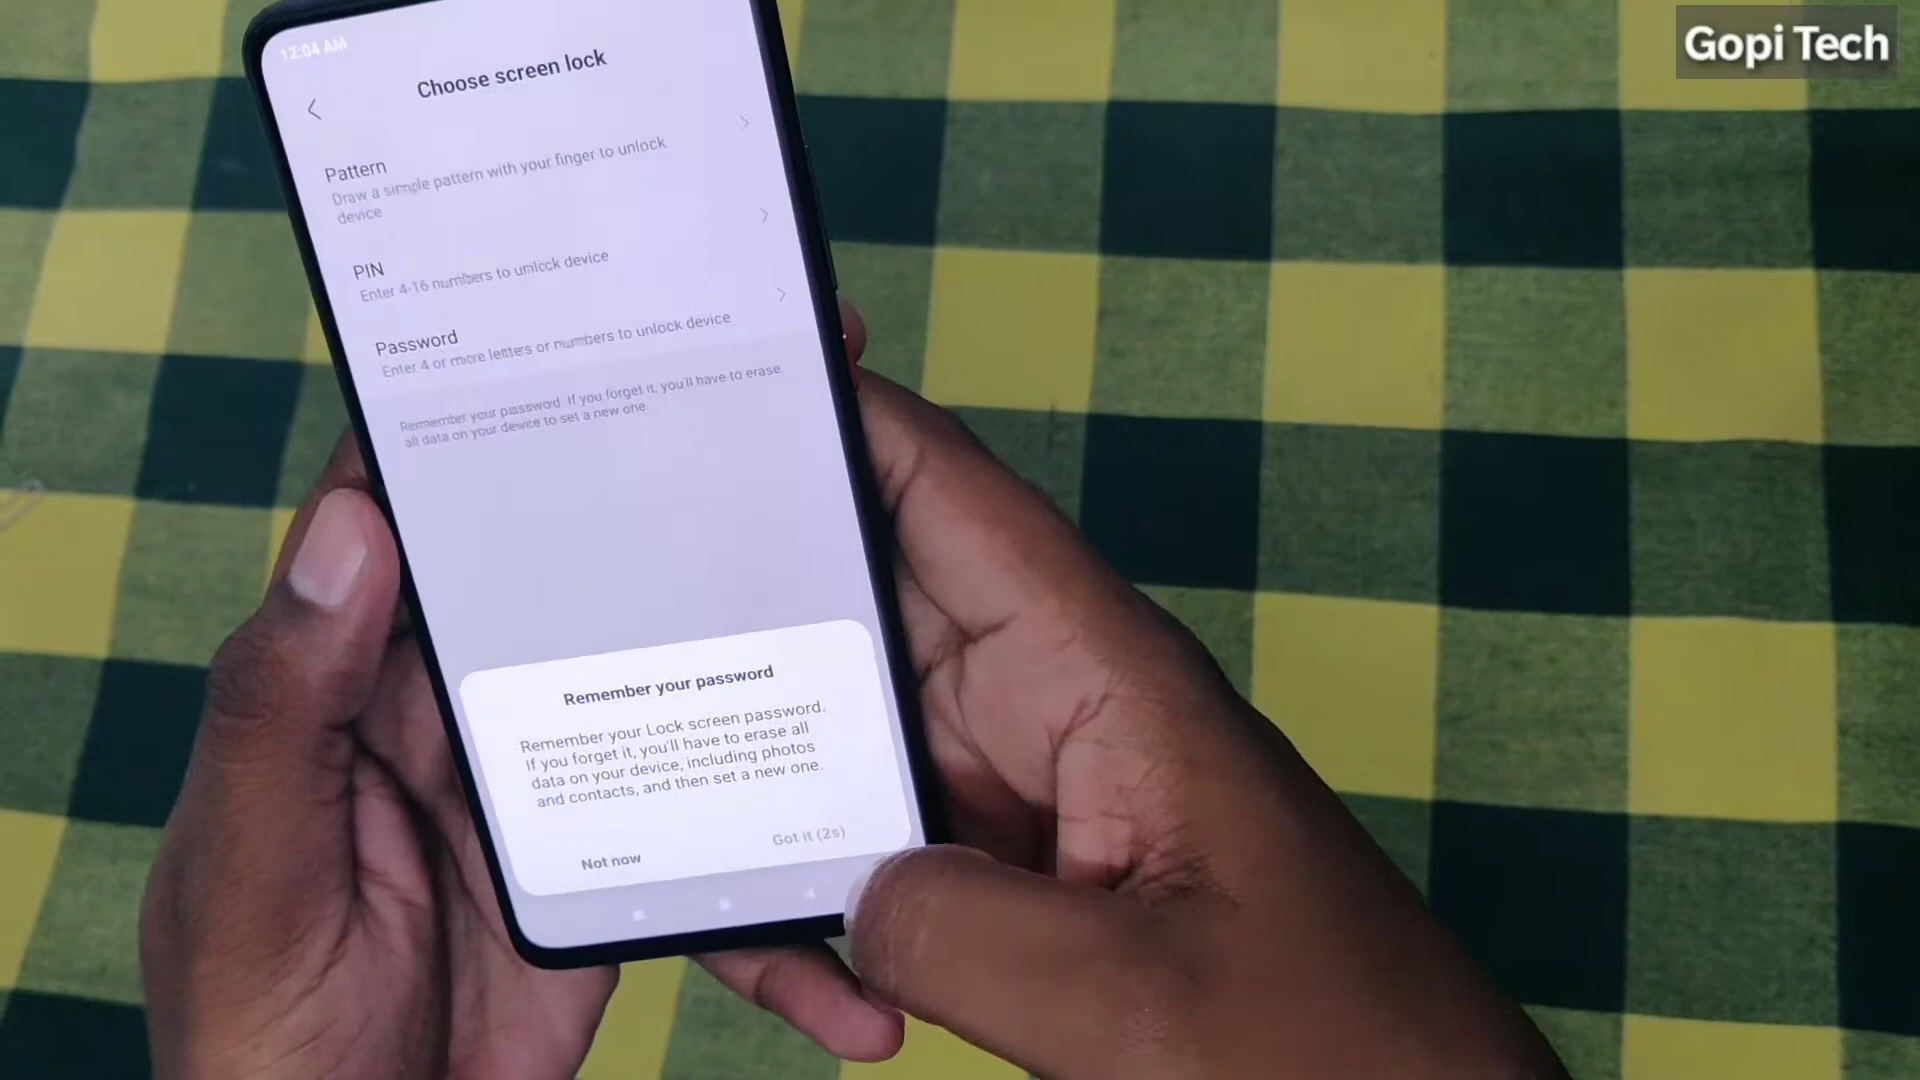 Gopi Tech
12:04 AM
Choose screen lock
Pattern
Draw a simple pattern with your finger to unlock
device
PIN
Enter 4-16 numbers to unlock device
Password
Enter 4 or more letters or numbers to unlock device
Remember your password. If you forget it, you'll have to erase
all data on your device to set a new one.
Remember your password
Remember your Lock screen password.
If you forget it, you'll have to erase all
data on your device, including photos
and contacts, and then set a new one.
Not now
Got it (2s)